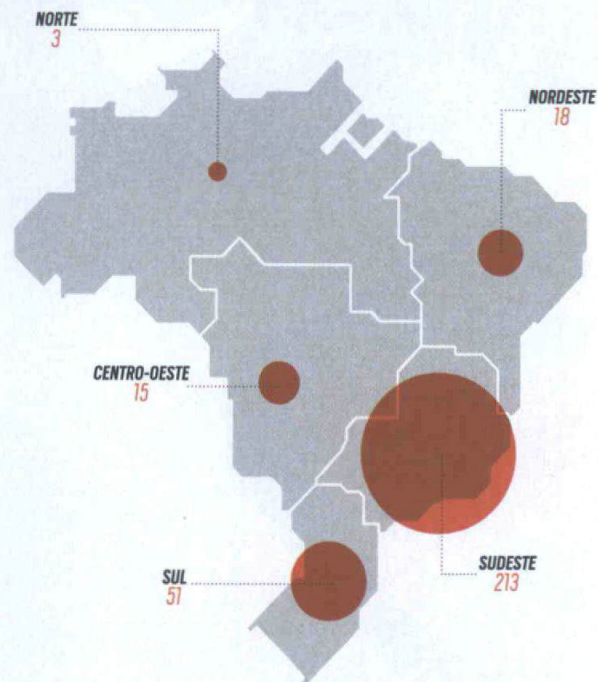 NORTE
3
NORDESTE
18
CENTRO-OESTE
15
SUL
51
SUDESTE
213